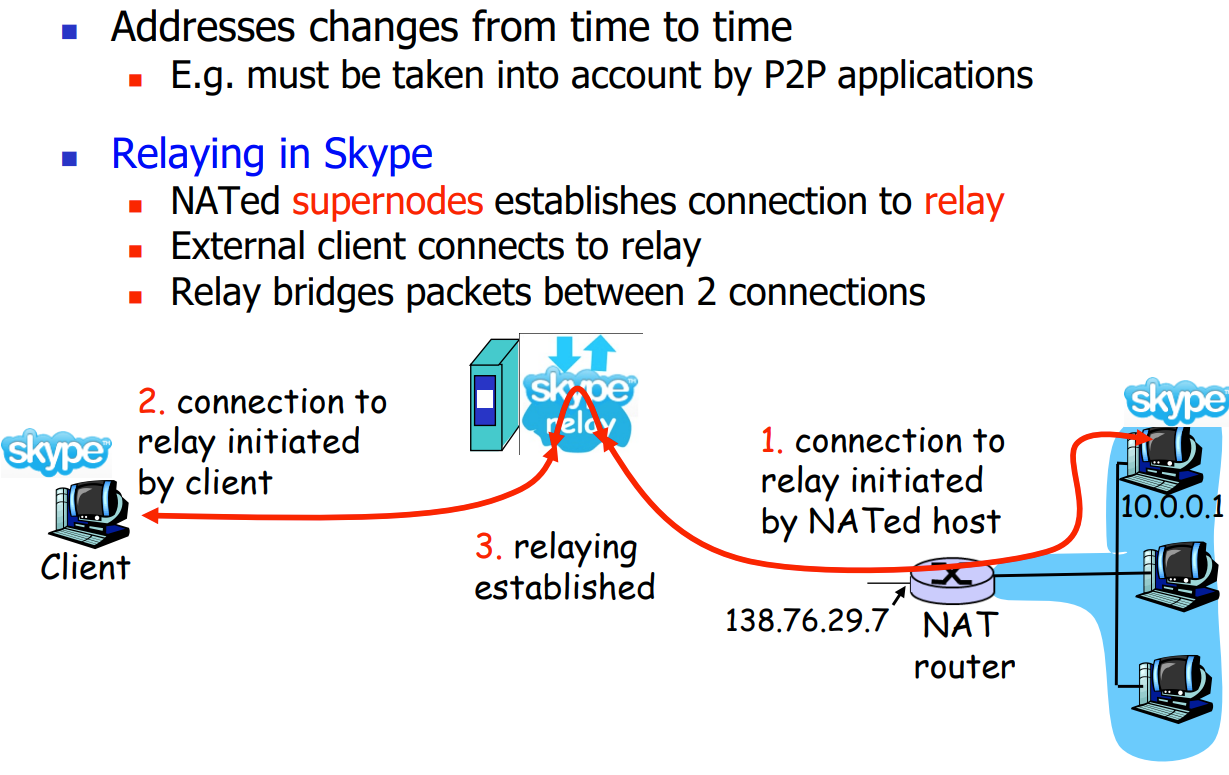 Addresses changes from time to time
E.g. must be taken into account by P2P applications
Relaying in Skype
NATed supernodes establishes connection to relay
External client connects to relay
Relay bridges packets between 2 connections
skype™
relay
2. connection to
relay initiated
by client
skype™
Client
3. relaying
established
1. connection to
relay initiated
by NATed host
skype
10.0.0.1
138.76.29.7
NAT
router